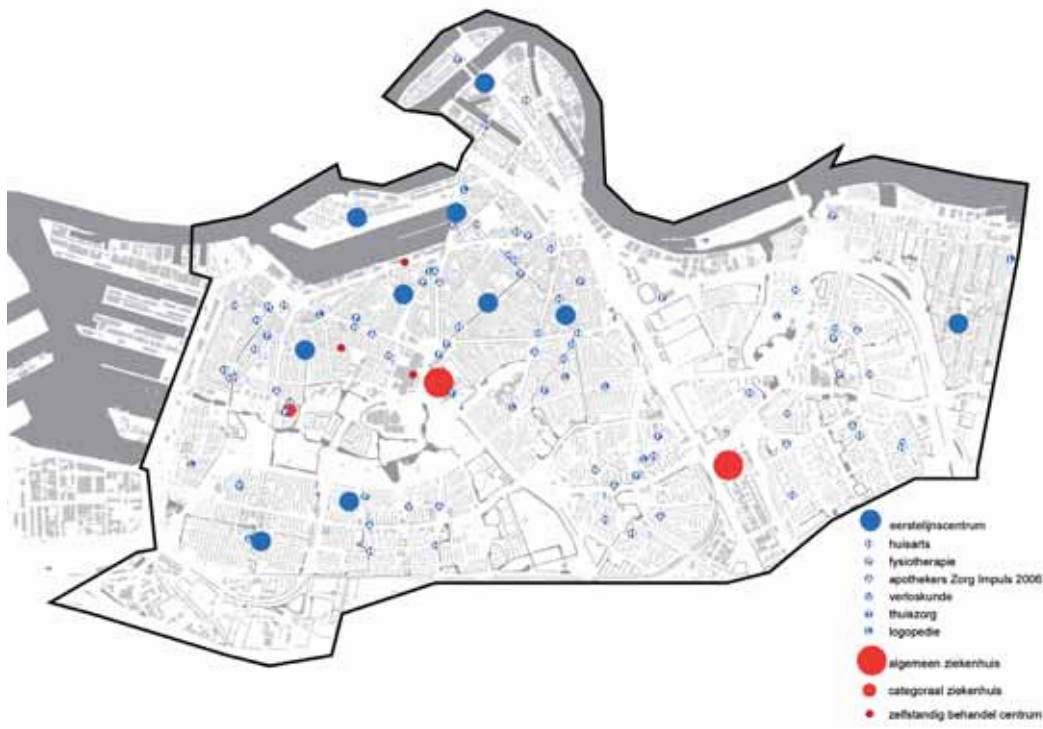 eerstelijnscentrum
huisarts
fysiotherapie
apothekers Zorg Impuls 2006
verloskunde
thuiszorg
logopedie
algemeen ziekenhuis
categoraal ziekenhuis
zelfstandig behandel centrum